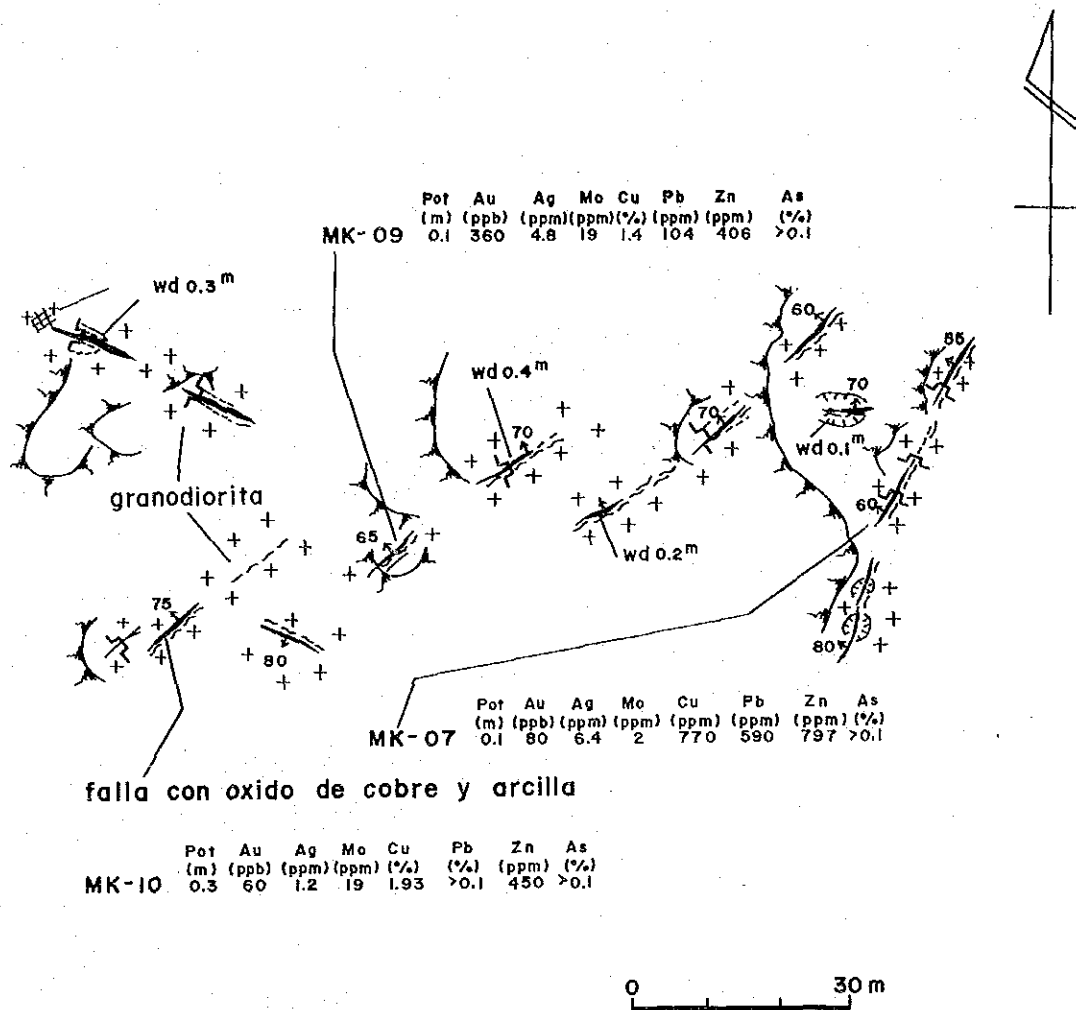 Pot Au Ag Mo Cu Pb Zn As
(m) (ppb) (ppm) (ppm) (%) (ppm) (ppm) (%)
MK-09 0.1 360 4.8 19 1.4 104 406 >0.1
wd 0.3 m
60
85
wd 0.4 m
70
70
70
wd 0.1 m
granodiorita
65
60
wd 0.2 m
75
80
80
Pot Au Ag Mo Cu Pb Zn As
(m) (ppb) (ppm) (ppm) (ppm) (ppm) (ppm) (%)
MK-07 0.1 80 6.4 2 770 590 797 >0.1
falla con oxido de cobre y arcilla
Pot Au Ag Mo Cu Pb Zn As
(m) (ppb) (ppm) (ppm) (%) (%) (ppm) (%)
MK-10 0.3 60 1.2 19 1.93 >0.1 450 >0.1
0 30 m